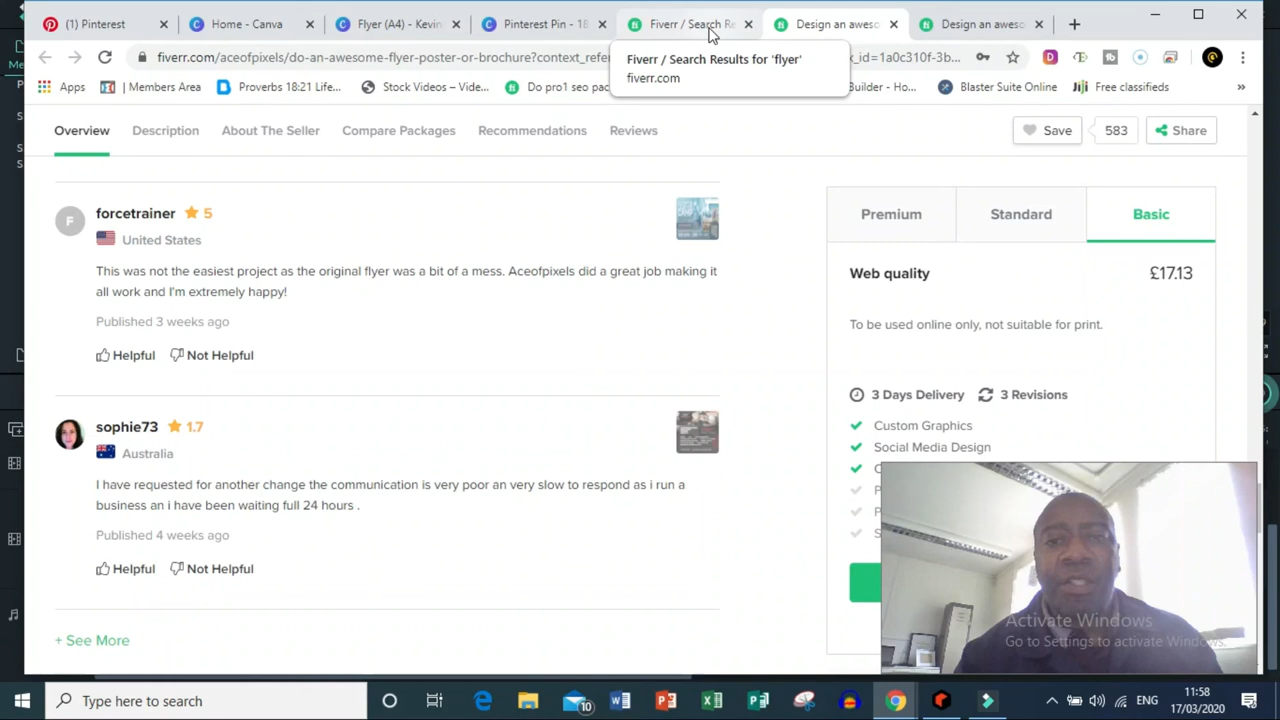 (1) Pinterest
Home - Canva
Flyer (A4) - Kevin
Pinterest Pin - 18
Fiverr / Search Re
Design an aweso
Design an aweso
fiverr.com/aceofpixels/do-an-awesome-flyer-poster-or-brochure?context_refe
x_id=1a0c310f-3b...
Fiverr / Search Results for 'flyer'
fiverr.com
Apps
| Members Area
Proverbs 18:21 Life...
Stock Videos – Vide...
Do pro1 seo pac
Builder - Ho...
Blaster Suite Online
Jiji
Free classifieds
»
Overview
Description
About The Seller
Compare Packages
Recommendations
Reviews
Save
583
Share
F
forcetrainer
5
United States
This was not the easiest project as the original flyer was a bit of a mess. Aceofpixels did a great job making it
all work and I'm extremely happy!
Published 3 weeks ago
Helpful
Not Helpful
sophie73
1.7
Australia
I have requested for another change the communication is very poor an very slow to respond as i run a
business an i have been waiting full 24 hours .
Published 4 weeks ago
Helpful
Not Helpful
+ See More
Premium
Standard
Basic
Web quality
£17.13
To be used online only, not suitable for print.
3 Days Delivery
3 Revisions
Custom Graphics
Social Media Design
Activate Windows
Go to Settings to activate Windows.
Type here to search
10
ENG
11:58
17/03/2020